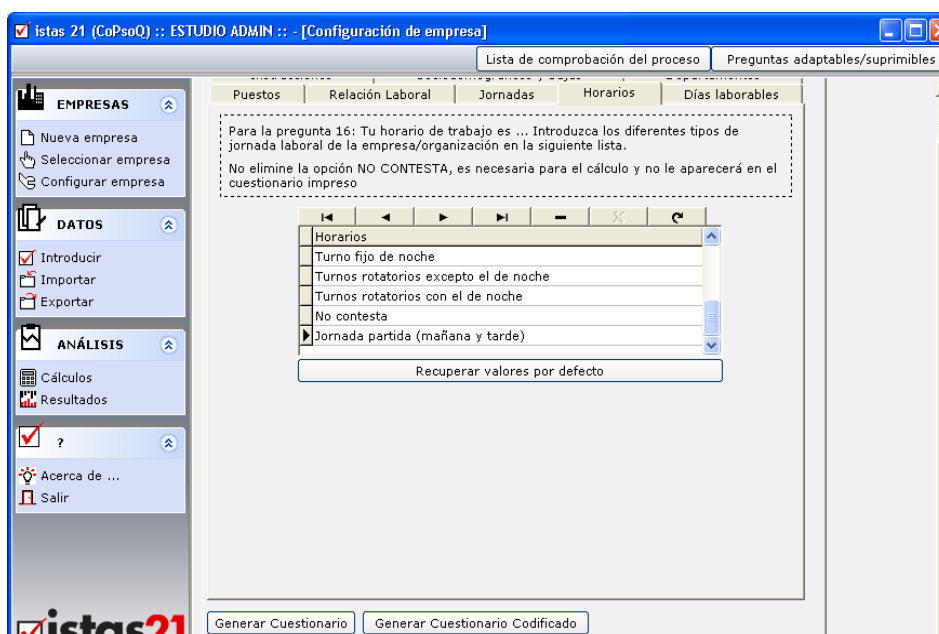 istas 21 (CoPsoQ) :: ESTUDIO ADMIN :: - [Configuración de empresa]
Lista de comprobación del proceso
Preguntas adaptables/suprimibles
EMPRESAS
Nueva empresa
Seleccionar empresa
Configurar empresa
DATOS
Introducir
Importar
Exportar
ANÁLISIS
Cálculos
Resultados
?
Acerca de ...
Salir
istas21
Puestos
Relación Laboral
Jornadas
Horarios
Días laborables
Para la pregunta 16: Tu horario de trabajo es ... Introduzca los diferentes tipos de
jornada laboral de la empresa/organización en la siguiente lista.
No elimine la opción NO CONTESTA, es necesaria para el cálculo y no le aparecerá en el
cuestionario impreso
Horarios
Turno fijo de noche
Turnos rotatorios excepto el de noche
Turnos rotatorios con el de noche
No contesta
Jornada partida (mañana y tarde)
Recuperar valores por defecto
Generar Cuestionario
Generar Cuestionario Codificado